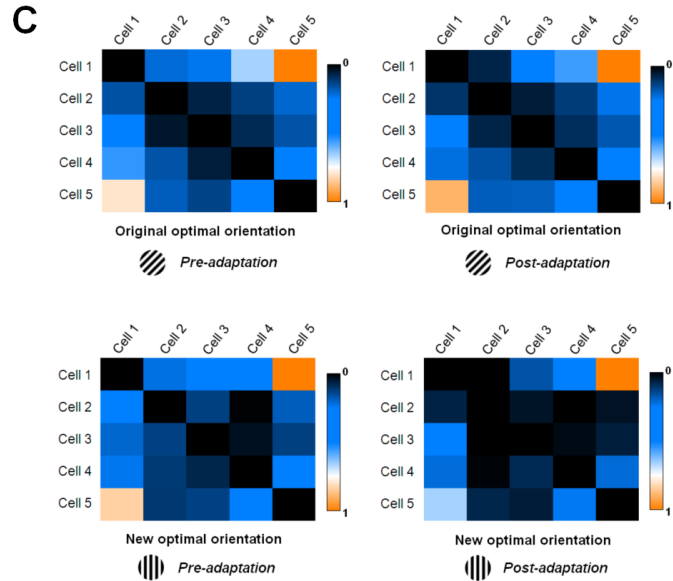 C
Cell 1 Cell 2 Cell 3 Cell 4 Cell 5
Cell 1
Cell 2
Cell 3
Cell 4
Cell 5
0
1
Original optimal orientation
Pre-adaptation
Cell 1 Cell 2 Cell 3 Cell 4 Cell 5
Cell 1
Cell 2
Cell 3
Cell 4
Cell 5
0
1
Original optimal orientation
Post-adaptation
Cell 1 Cell 2 Cell 3 Cell 4 Cell 5
Cell 1
Cell 2
Cell 3
Cell 4
Cell 5
0
1
New optimal orientation
Pre-adaptation
Cell 1 Cell 2 Cell 3 Cell 4 Cell 5
Cell 1
Cell 2
Cell 3
Cell 4
Cell 5
0
1
New optimal orientation
Post-adaptation